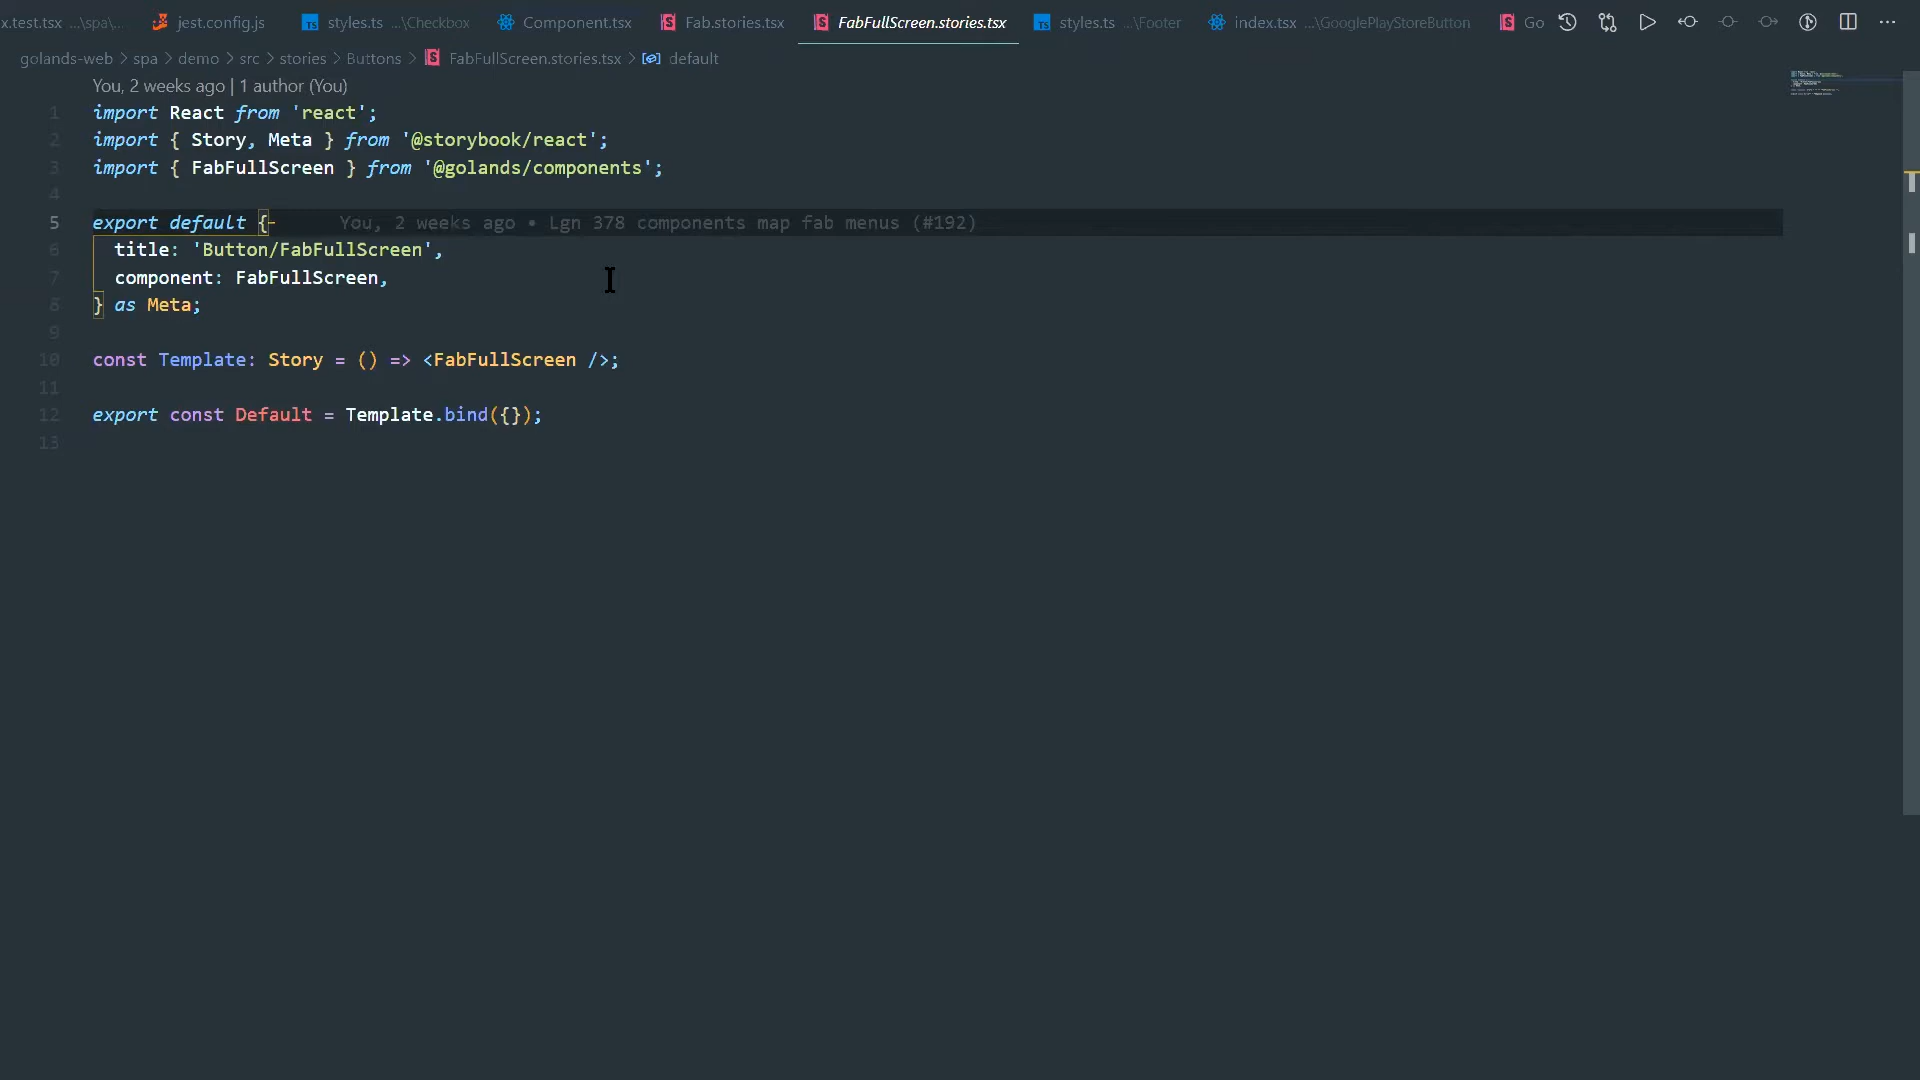 x.test.tsx ...\spa\... jest.config.js TS styles.ts ...\Checkbox Component.tsx S Fab.stories.tsx S FabFullScreen.stories.tsx TS styles.ts ...\Footer index.tsx ...\GooglePlayStoreButton S Go
golands-web > spa > demo > src > stories > Buttons > S FabFullScreen.stories.tsx > default
You, 2 weeks ago | 1 author (You)
1 import React from 'react';
2 import { Story, Meta } from '@storybook/react';
3 import { FabFullScreen } from '@golands/components';
4
5 export default { You, 2 weeks ago • Lgn 378 components map fab menus (#192)
6 title: 'Button/FabFullScreen',
7 component: FabFullScreen,
8 } as Meta;
9
10 const Template: Story = () => <FabFullScreen />;
11
12 export const Default = Template.bind({});
13